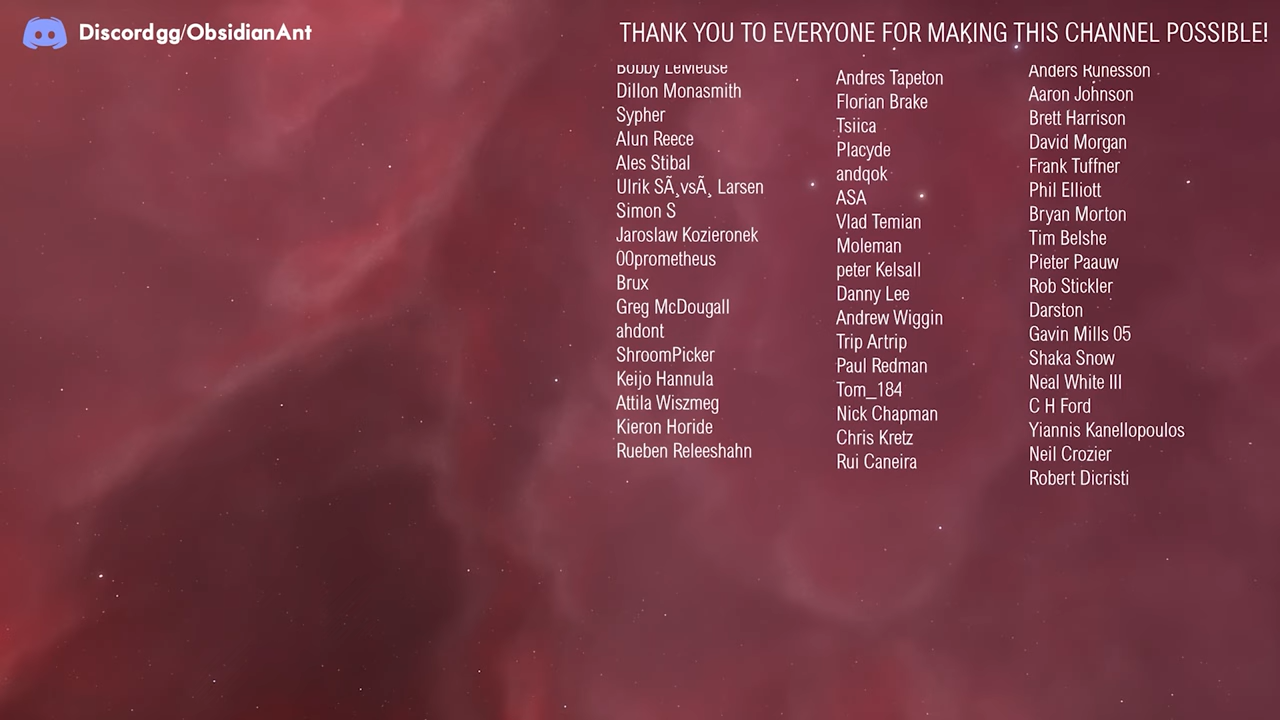 Discordgg/ObsidianAnt
THANK YOU TO EVERYONE FOR MAKING THIS CHANNEL POSSIBLE!
Bobby LeMieuse
Dillon Monasmith
Sypher
Alun Reece
Ales Stibal
Ulrik SÃ¸vsÃ¸ Larsen
Simon S
Jaroslaw Kozieronek
00prometheus
Brux
Greg McDougall
ahdont
ShroomPicker
Keijo Hannula
Attila Wiszmeg
Kieron Horide
Rueben Releeshahn
Andres Tapeton
Florian Brake
Tsiica
Placyde
andqok
ASA
Vlad Temian
Moleman
peter Kelsall
Danny Lee
Andrew Wiggin
Trip Artrip
Paul Redman
Tom_184
Nick Chapman
Chris Kretz
Rui Caneira
Anders Runesson
Aaron Johnson
Brett Harrison
David Morgan
Frank Tuffner
Phil Elliott
Bryan Morton
Tim Belshe
Pieter Paauw
Rob Stickler
Darston
Gavin Mills 05
Shaka Snow
Neal White III
C H Ford
Yiannis Kanellopoulos
Neil Crozier
Robert Dicristi